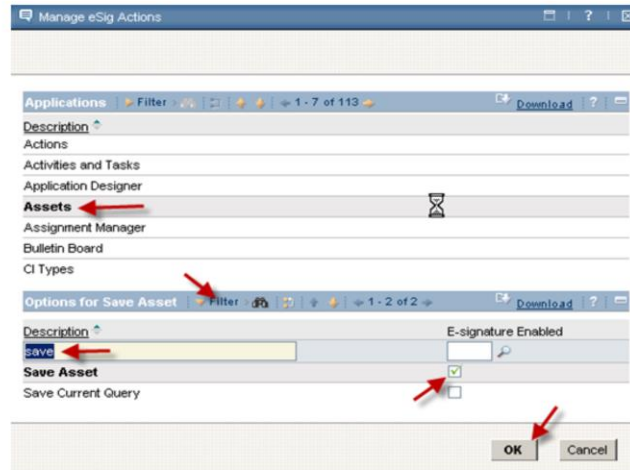 Manage eSig Actions ?
Applications Filter 1 - 7 of 113 Download ?
Description
Actions
Activities and Tasks
Application Designer
Assets
Assignment Manager
Bulletin Board
CI Types
Options for Save Asset Filter 1 - 2 of 2 Download ?
Description E-signature Enabled
save
Save Asset
Save Current Query
OK Cancel